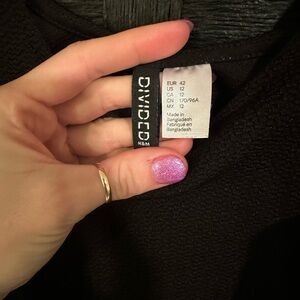 DIVIDED
H&M
EUR 42
US 12
CA 12
CN 170/96A
MX 12
Made in
Bangladesh
Fabriqué en
Bangladesh